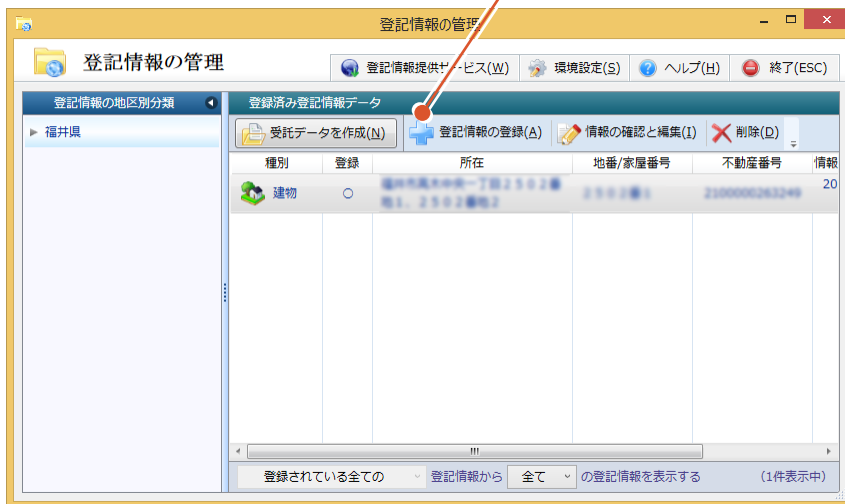 登記情報の管理
登記情報の管理
登記情報提供サービス(W) 環境設定(S) ヘルプ(H) 終了(ESC)
登記情報の地区別分類 登録済み登記情報データ
福井県
受託データを作成(N) 登記情報の登録(A) 情報の確認と編集(I) 削除(D)
種別 登録 所在 地番/家屋番号 不動産番号 情報
建物 ○ 20
登録されている全ての 登記情報から 全て の登記情報を表示する (1件表示中)